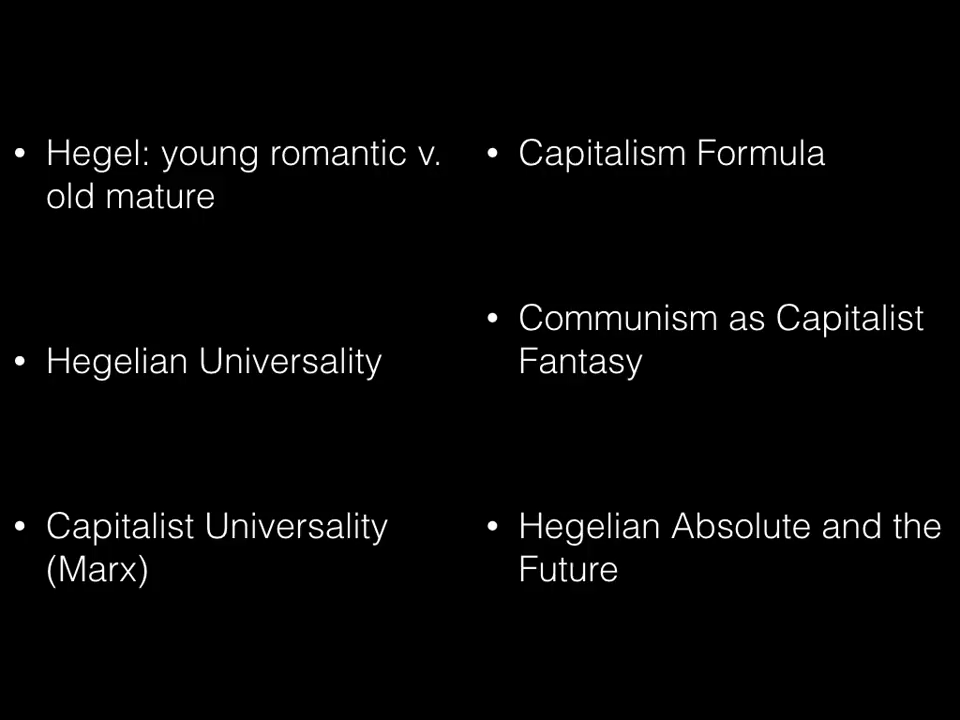 • Hegel: young romantic v.
old mature
• Hegelian Universality
• Capitalist Universality
(Marx)
• Capitalism Formula
• Communism as Capitalist
Fantasy
• Hegelian Absolute and the
Future